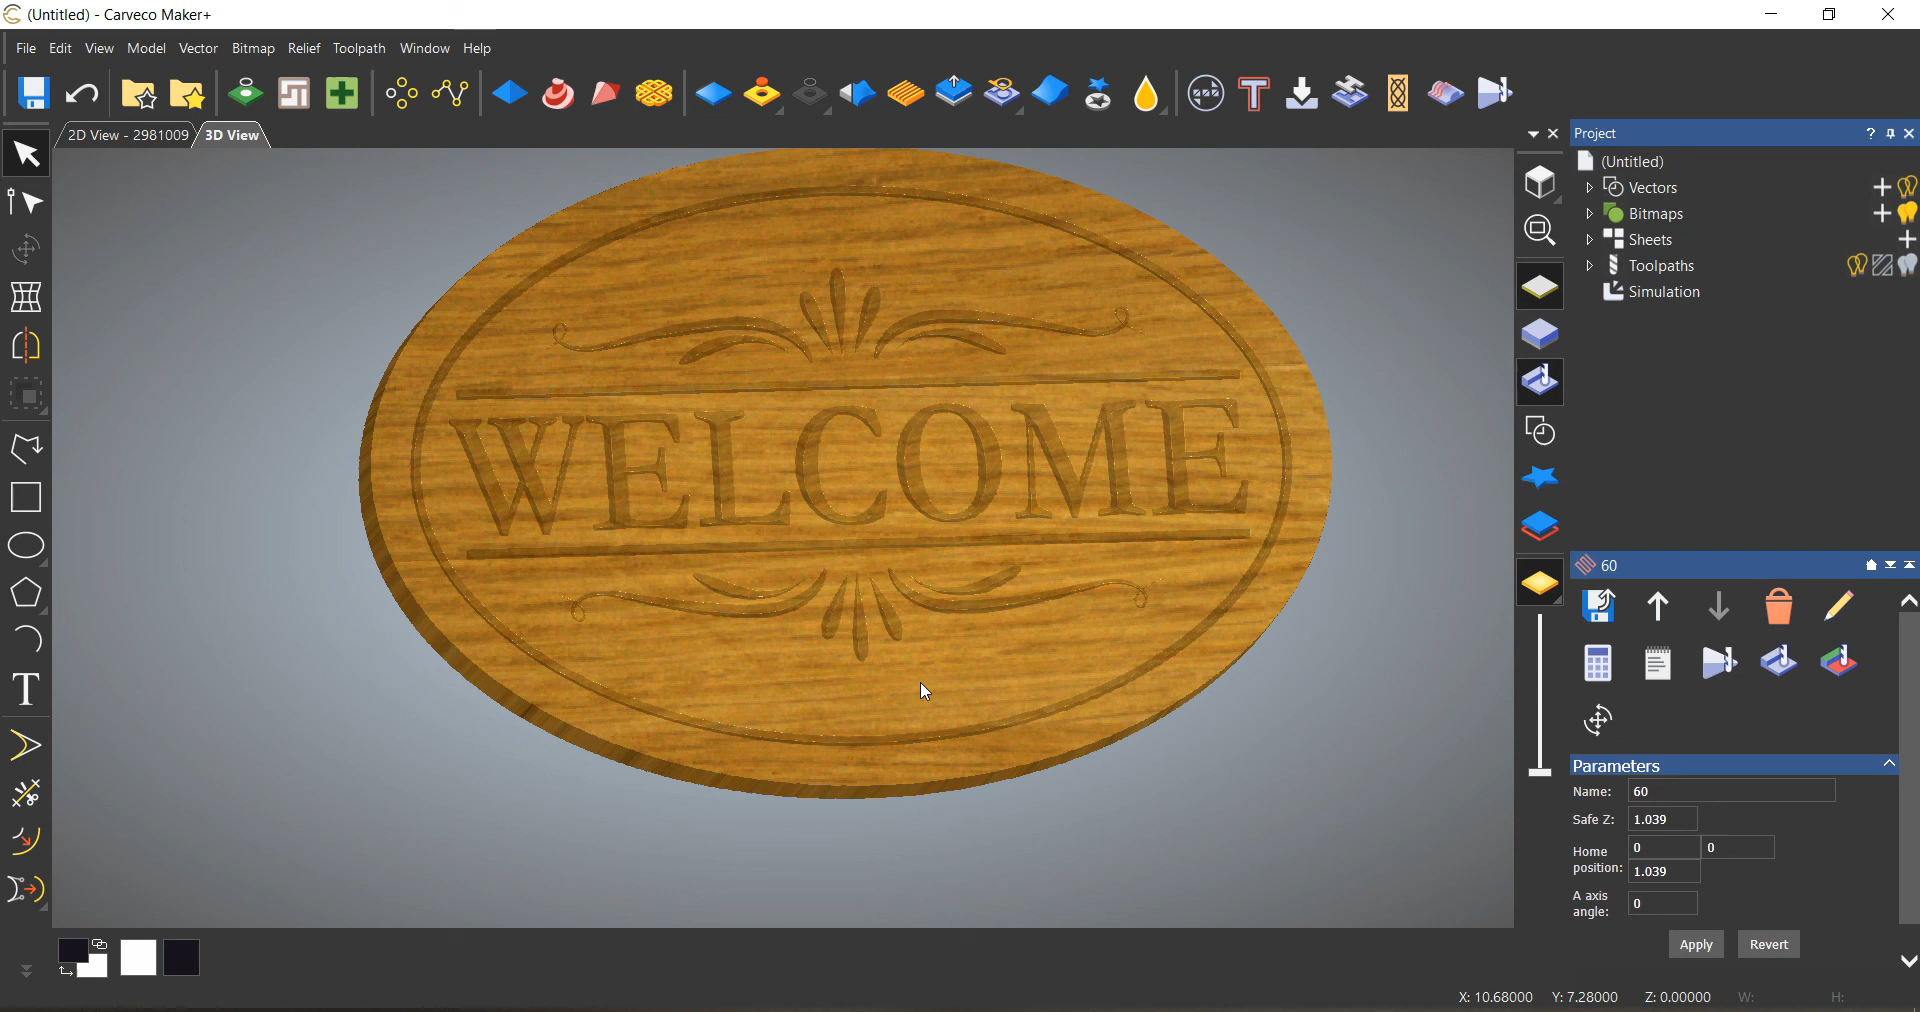 (Untitled) - Carveco Maker+
File Edit View Model Vector Bitmap Relief Toolpath Window Help
2D View - 2981009 3D View
Project ?
(Untitled)
Vectors
Bitmaps
Sheets
Toolpaths
Simulation
WELCOME
60
Parameters
Name: 60
Safe Z: 1.039
Home position: 0 0
1.039
A axis angle: 0
Apply Revert
X: 10.68000 Y: 7.28000 Z: 0.00000 W: H: